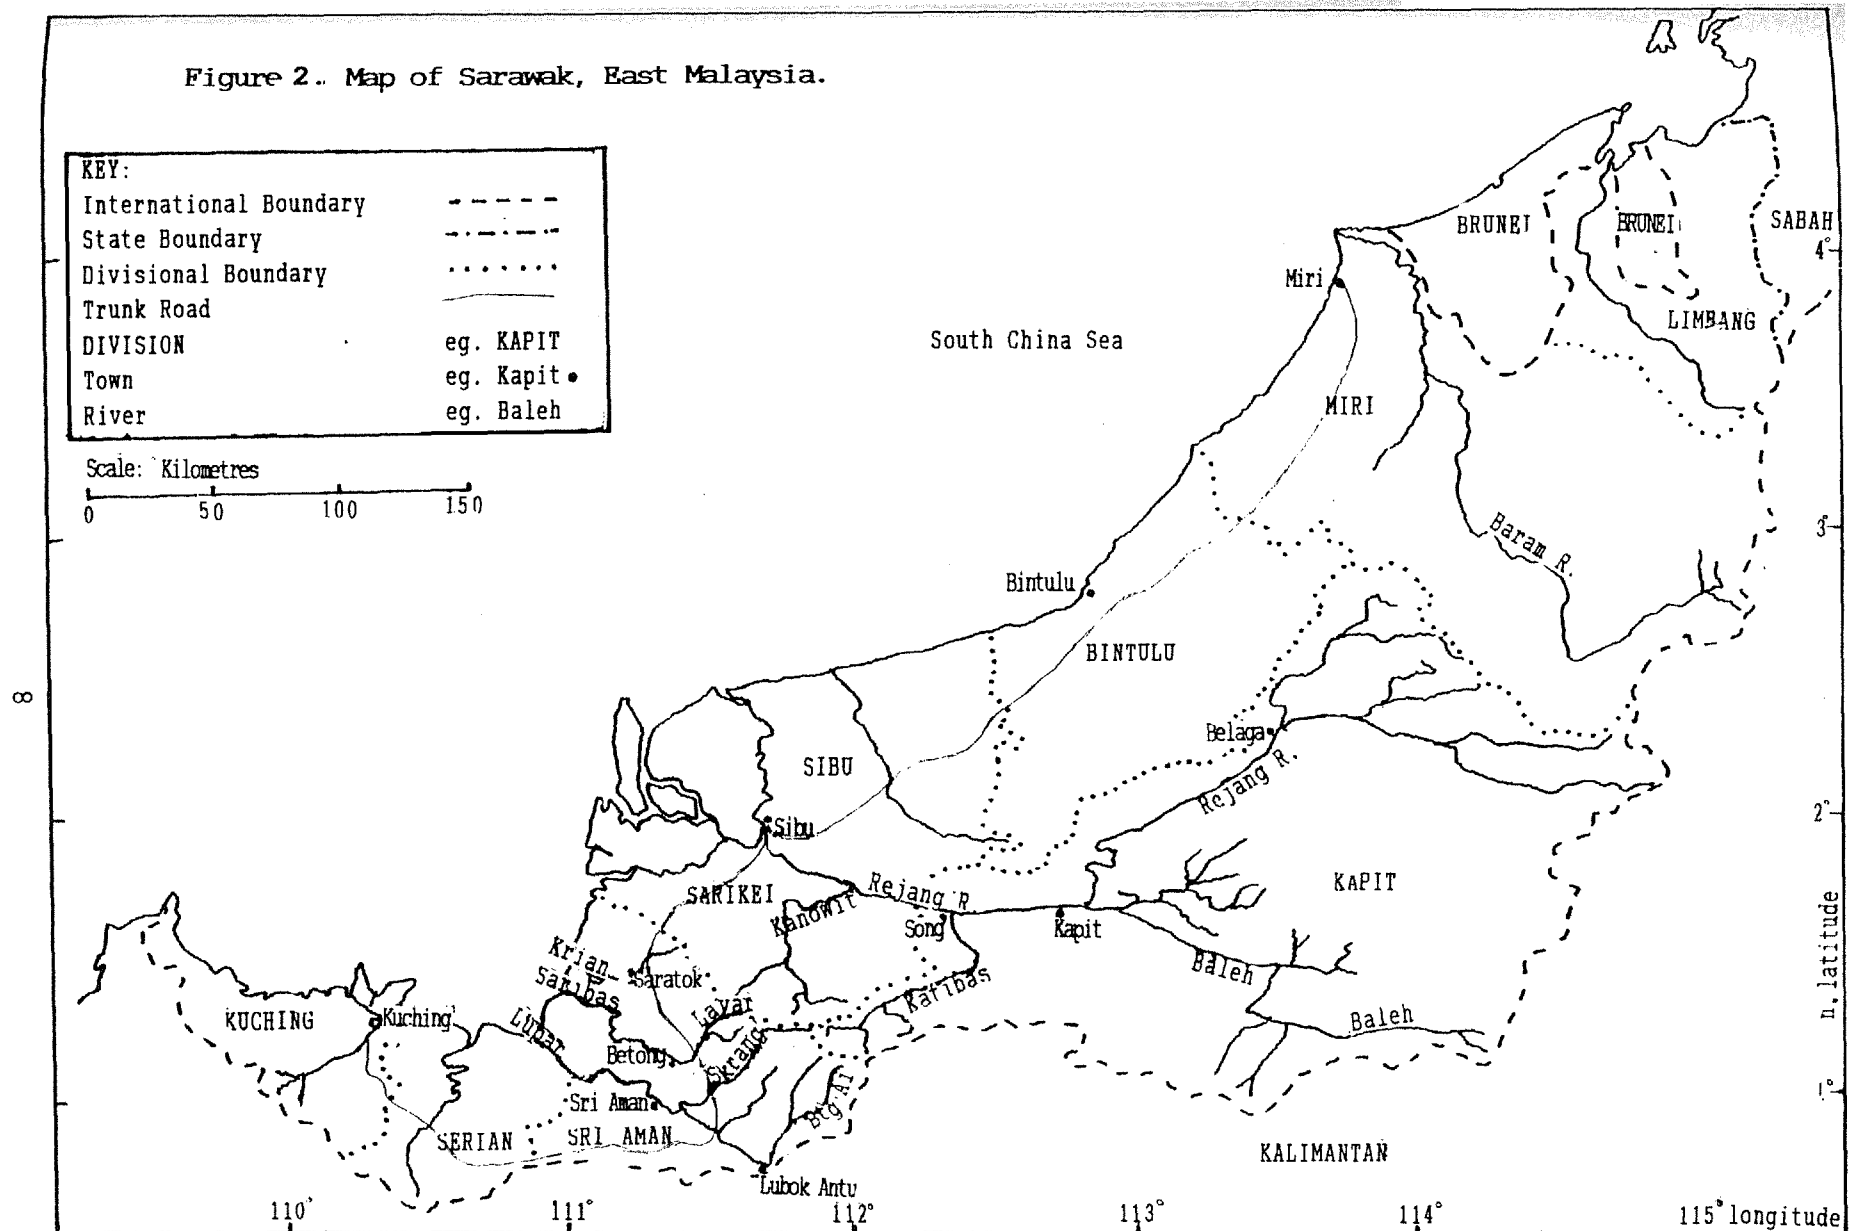 Figure 2. Map of Sarawak, East Malaysia.
KEY:
International Boundary
State Boundary
Divisional Boundary
Trunk Road
DIVISION eg. KAPIT
Town eg. Kapit
River eg. Baleh
Scale: Kilometres
0 50 100 150
BRUNEI
BRUNEI
SABAH
4°
Miri
LIMBANG
South China Sea
MIRI
3°
Baram R.
Bintulu
BINTULU
8
Belaga
SIBU
Rejang R.
2°
Sibu
KAPIT
SARIKEI
Rejang R.
Kanowit
Song
Kapit
Krian
Saratok
Baleh
Saribas
Katibas
Layar
KUCHING
Kuching
Lupar
Baleh
n. latitude
Betong
Skrang
1°
Sri Aman
Btg Ai
SERIAN
SRI AMAN
KALIMANTAN
Lubok Antu
110° 111° 112° 113° 114° 115° longitude